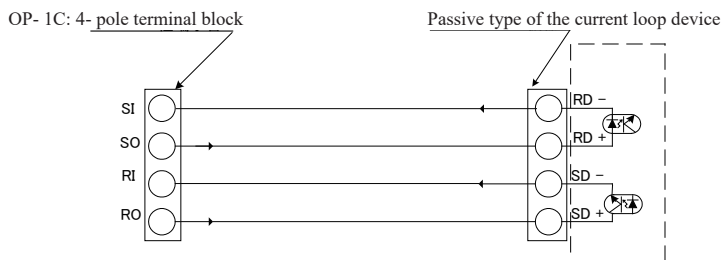 OP- 1C: 4- pole terminal block
Passive type of the current loop device
SI
RD −
SO
RD +
RI
SD −
RO
SD +